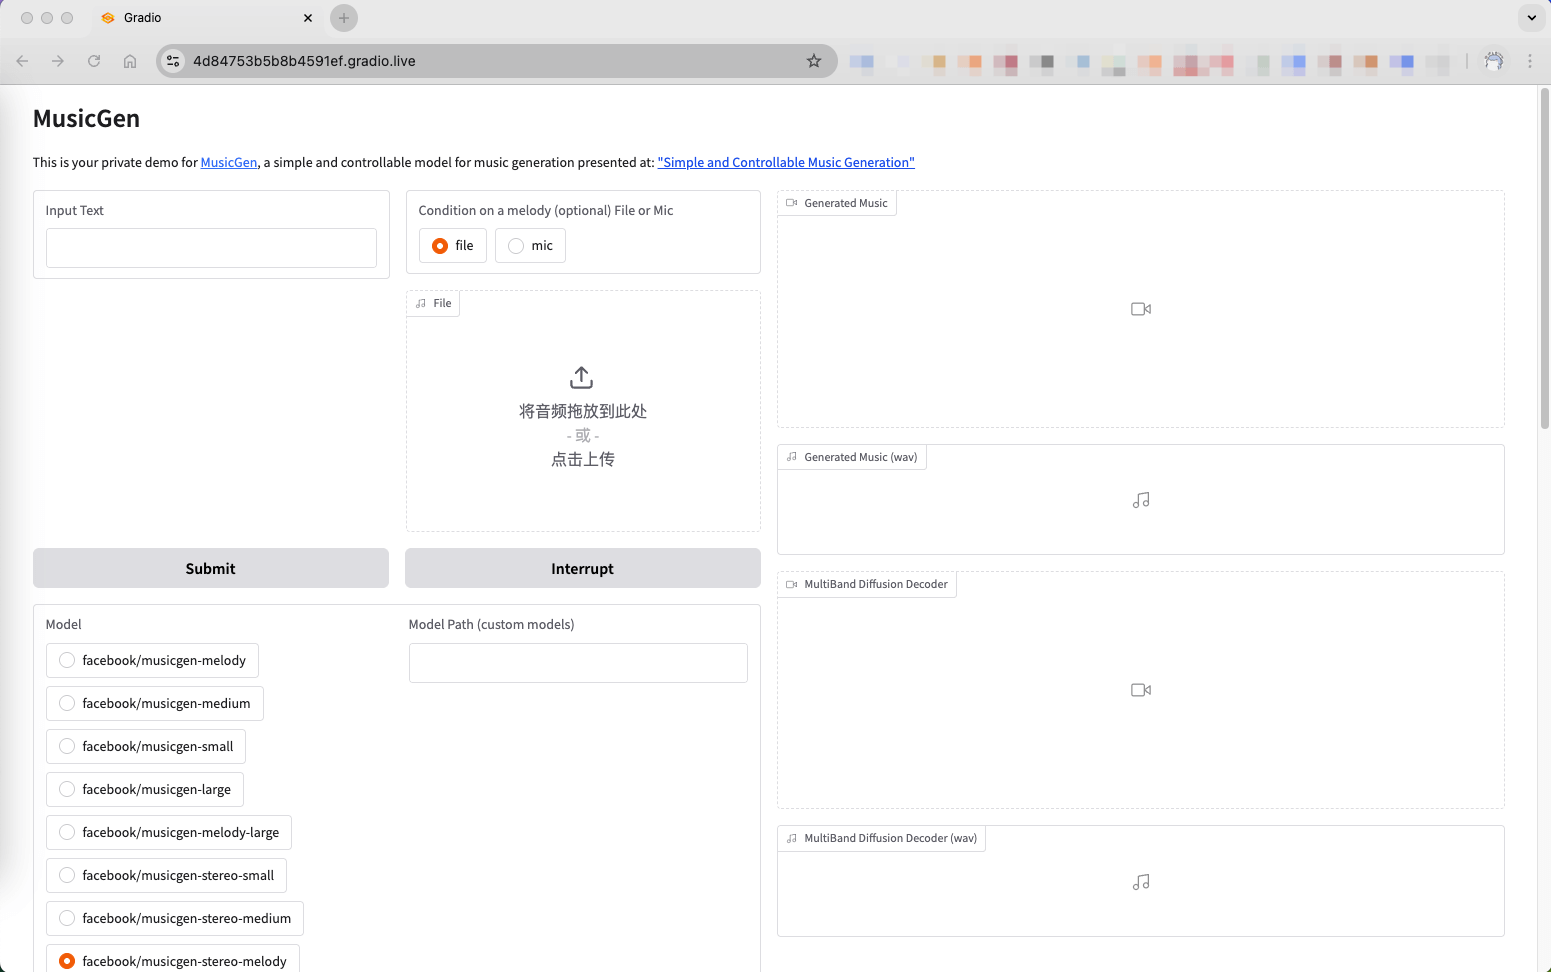 Gradio
4d84753b5b8b4591ef.gradio.live
MusicGen
This is your private demo for MusicGen, a simple and controllable model for music generation presented at: "Simple and Controllable Music Generation"
Input Text
Condition on a melody (optional) File or Mic
file
mic
File
将音频拖放到此处
- 或 -
点击上传
Submit
Interrupt
Model
facebook/musicgen-melody
facebook/musicgen-medium
facebook/musicgen-small
facebook/musicgen-large
facebook/musicgen-melody-large
facebook/musicgen-stereo-small
facebook/musicgen-stereo-medium
facebook/musicgen-stereo-melody
Model Path (custom models)
Generated Music
Generated Music (wav)
MultiBand Diffusion Decoder
MultiBand Diffusion Decoder (wav)